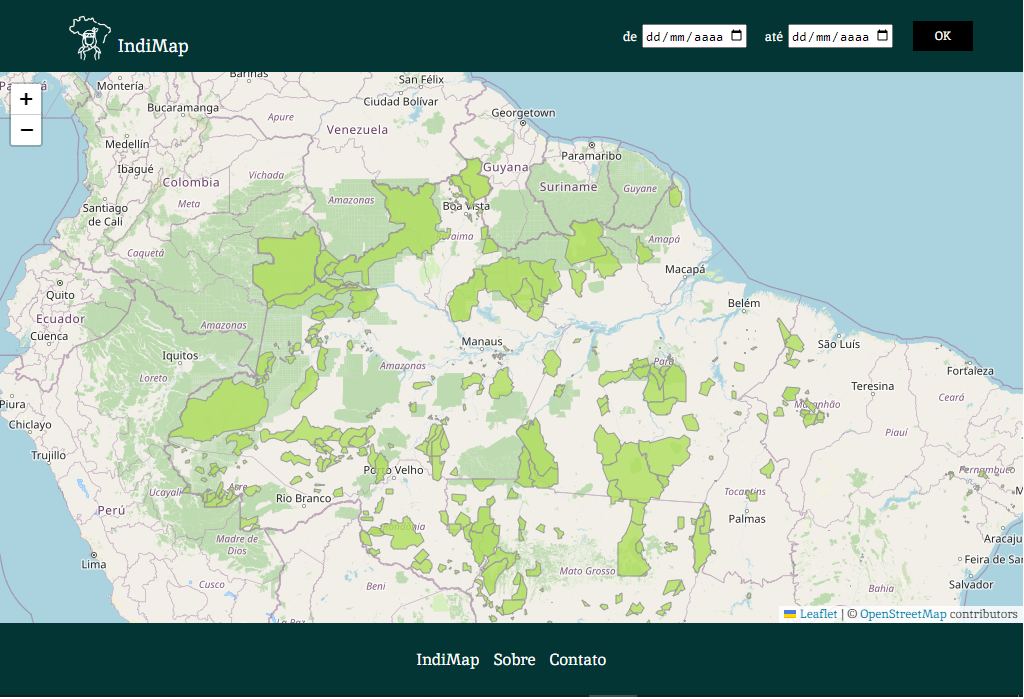 IndiMap
de dd/mm/aaaa até dd/mm/aaaa OK
+
−
Barinas
San Félix
Montería
Ciudad Bolívar
Bucaramanga
Georgetown
Apure
Venezuela
Medellín
Paramaribo
Ibagué
Guyana
Vichada
Colombia
Suriname
Guyane
Meta
Amazonas
Boa Vista
Santiago
de Cali
Amapá
Caquetá
Macapá
Quito
Belém
Ecuador
Amazonas
Cuenca
Manaus
São Luís
Iquitos
Pará
Amazonas
Fortaleza
Loreto
Teresina
Ceará
Piura
Maranhão
Chiclayo
Piauí
Trujillo
Porto Velho
Pernambuco
Ucayali
Acre
Tocantins
Rio Branco
Perú
Palmas
Rondônia
Madre de
Dios
Aracaju
Lima
Feira de San
Mato Grosso
Cusco
Beni
Bahia
Salvador
La Paz
Leaflet | © OpenStreetMap contributors
IndiMap Sobre Contato